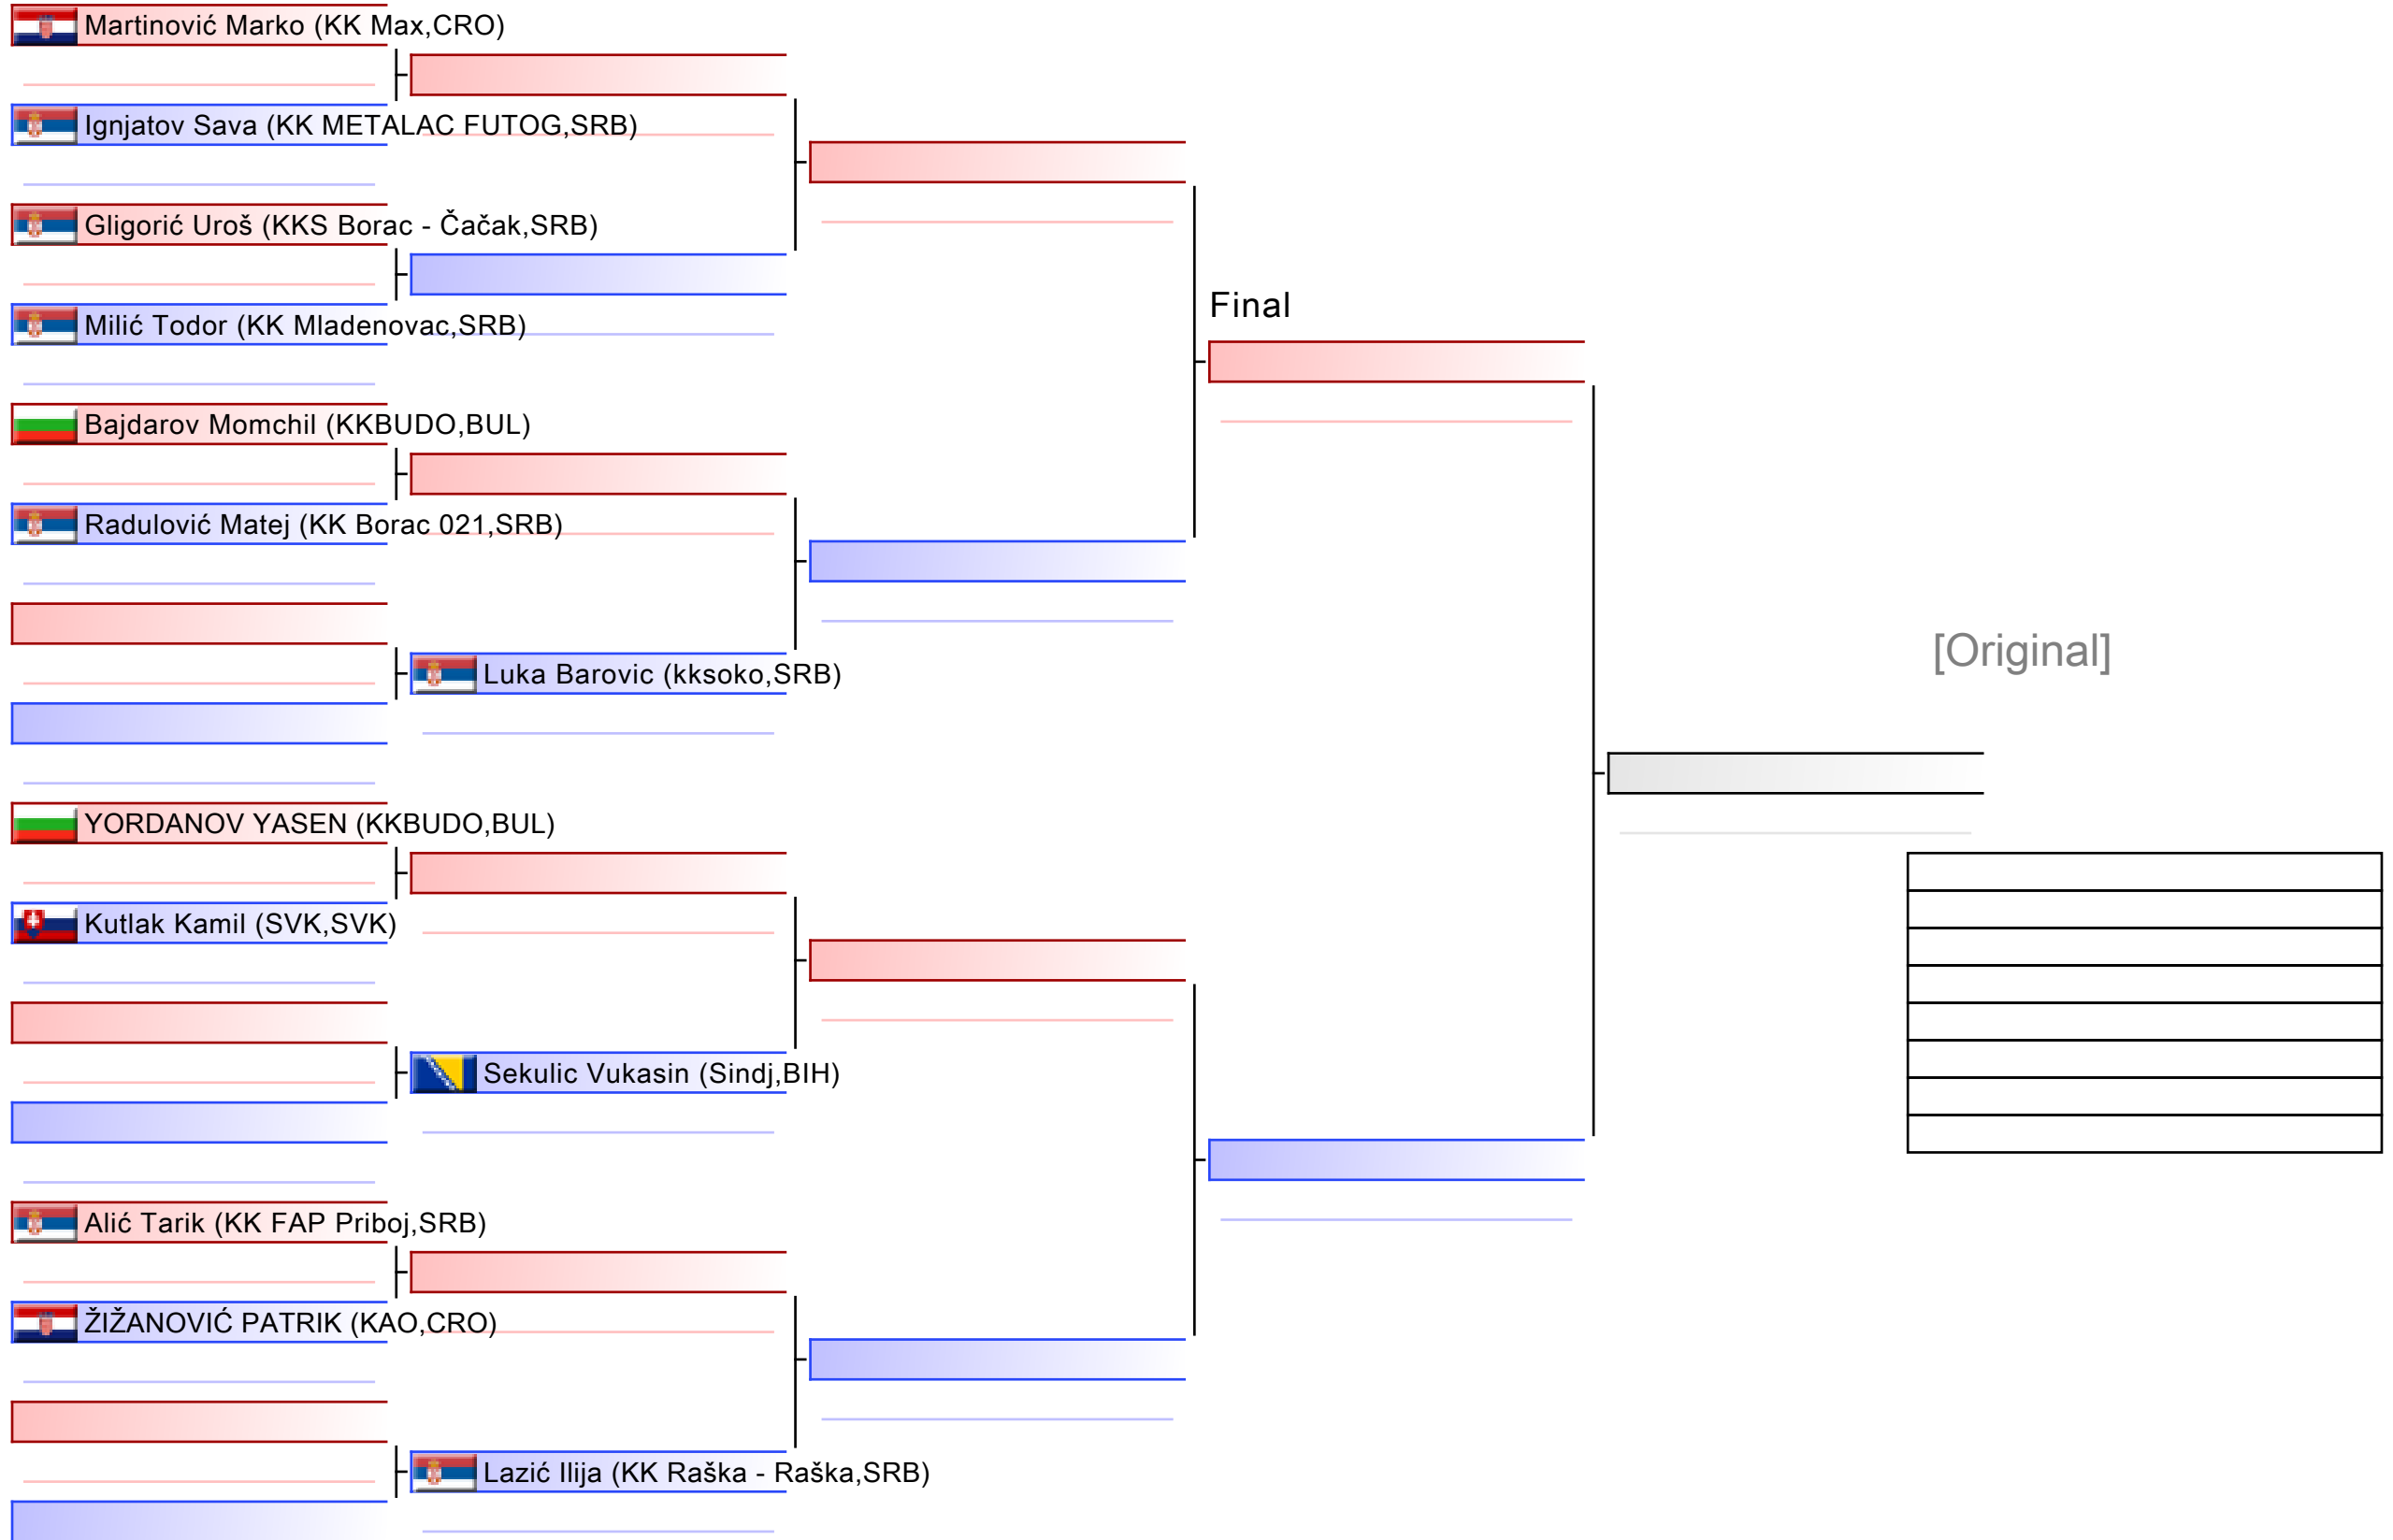 Martinović Marko (KK Max,CRO)
Ignjatov Sava (KK METALAC FUTOG,SRB)
Gligorić Uroš (KKS Borac - Čačak,SRB)
Milić Todor (KK Mladenovac,SRB)
Final
Bajdarov Momchil (KKBUDO,BUL)
Radulović Matej (KK Borac 021,SRB)
[Original]
Luka Barovic (kksoko,SRB)
YORDANOV YASEN (KKBUDO,BUL)
Kutlak Kamil (SVK,SVK)
Sekulic Vukasin (Sindj,BIH)
Alić Tarik (KK FAP Priboj,SRB)
ŽIŽANOVIĆ PATRIK (KAO,CRO)
Lazić Ilija (KK Raška - Raška,SRB)